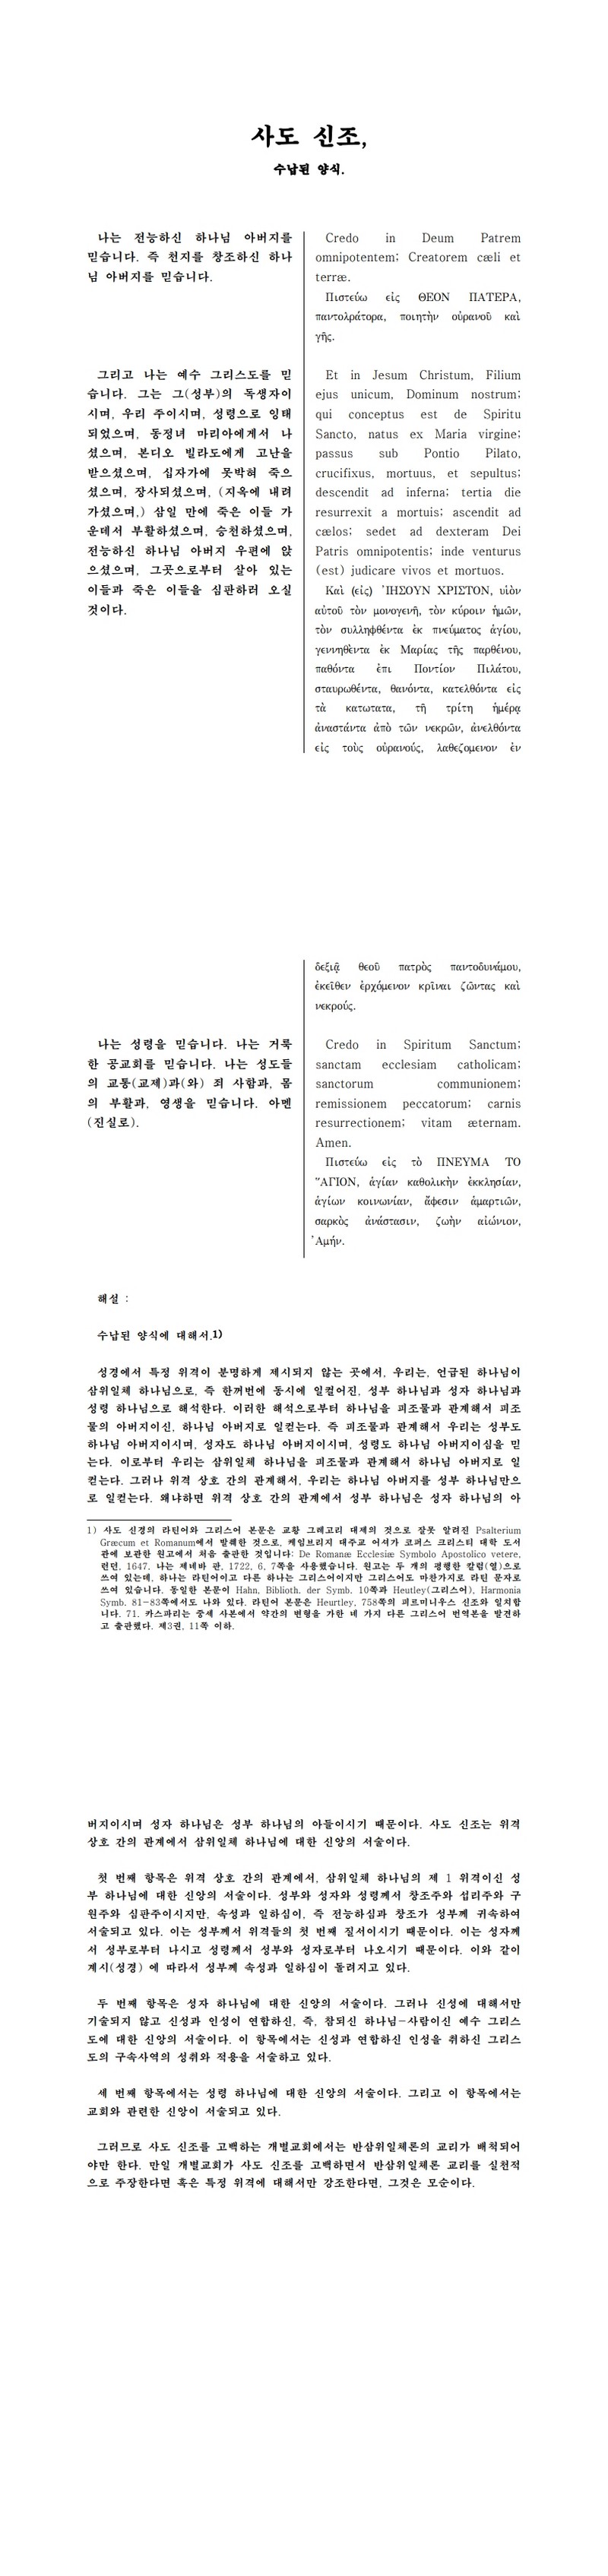 사도 신조,
수납된 양식.
나는 전능하신 하나님 아버지를
믿습니다. 즉 천지를 창조하신 하나
님 아버지를 믿습니다.
Credo in Deum Patrem
omnipotentem; Creatorem cæli et
terræ.
Πιστεύω εἰς ΘΕΟΝ ΠΑΤΕΡΑ,
παντολράτορα, ποιητὴν οὐρανοῦ καὶ
γῆς.
그리고 나는 예수 그리스도를 믿
습니다. 그는 그(성부)의 독생자이
시며, 우리 주이시며, 성령으로 잉태
되었으며, 동정녀 마리아에게서 나
셨으며, 본디오 빌라도에게 고난을
받으셨으며, 십자가에 못박혀 죽으
셨으며, 장사되셨으며, (지옥에 내려
가셨으며,) 삼일 만에 죽은 이들 가
운데서 부활하셨으며, 승천하셨으며,
전능하신 하나님 아버지 우편에 앉
으셨으며, 그곳으로부터 살아 있는
이들과 죽은 이들을 심판하러 오실
것이다.
Et in Jesum Christum, Filium
ejus unicum, Dominum nostrum;
qui conceptus est de Spiritu
Sancto, natus ex Maria virgine;
passus sub Pontio Pilato,
crucifixus, mortuus, et sepultus;
descendit ad inferna; tertia die
resurrexit a mortuis; ascendit ad
cælos; sedet ad dexteram Dei
Patris omnipotentis; inde venturus
(est) judicare vivos et mortuos.
Καὶ (εἰς) ᾽ΙΗΣΟΥΝ ΧΡΙΣΤΟΝ, υἱὸν
αὐτοῦ τὸν μονογενῆ, τὸν κύροιν ἡμῶν,
τὸν συλληφθέντα ἐκ πνεύματος ἁγίου,
γεννηθὲντα ἐκ Μαρίας τῆς παρθένου,
παθόντα ἐπι Ποντίον Πιλάτου,
σταυρωθέντα, θανόντα, κατελθόντα εἰς
τὰ κατωτατα, τῆ τρίτη ἡμέρᾳ
ἀναστάντα ἀπὸ τῶν νεκρῶν, ἀνελθόντα
εἰς τοὺς οὐρανούς, λαθεζομενον ἐν
δεξιᾷ θεοῦ πατρὸς παντοδυνάμου,
ἐκεῖθεν ἐρχόμενον κρῖναι ζῶντας καὶ
νεκρούς.
나는 성령을 믿습니다. 나는 거룩
한 공교회를 믿습니다. 나는 성도들
의 교통(교제)과(와) 죄 사함과, 몸
의 부활과, 영생을 믿습니다. 아멘
(진실로).
Credo in Spiritum Sanctum;
sanctam ecclesiam catholicam;
sanctorum communionem;
remissionem peccatorum; carnis
resurrectionem; vitam æternam.
Amen.
Πιστεύω εἰς τὸ ΠΝΕΥΜΑ ΤΟ
῞ΑΓΙΟΝ, ἁγίαν καθολικὴν ἐκκλησίαν,
ἁγίων κοινωνίαν, ἄφεσιν ἁμαρτιῶν,
σαρκὸς ἀνάστασιν, ζωὴν αἰώνιον,
᾽Αμήν.
해설 :
수납된 양식에 대해서.1)
성경에서 특정 위격이 분명하게 제시되지 않는 곳에서, 우리는, 언급된 하나님이
삼위일체 하나님으로, 즉 한꺼번에 동시에 일컬어진, 성부 하나님과 성자 하나님과
성령 하나님으로 해석한다. 이러한 해석으로부터 하나님을 피조물과 관계해서 피조
물의 아버지이신, 하나님 아버지로 일컫는다. 즉 피조물과 관계해서 우리는 성부도
하나님 아버지이시며, 성자도 하나님 아버지이시며, 성령도 하나님 아버지이심을 믿
는다. 이로부터 우리는 삼위일체 하나님을 피조물과 관계해서 하나님 아버지로 일
컫는다. 그러나 위격 상호 간의 관계해서, 우리는 하나님 아버지를 성부 하나님만으
로 일컫는다. 왜냐하면 위격 상호 간의 관계에서 성부 하나님은 성자 하나님의 아
1) 사도 신경의 라틴어와 그리스어 본문은 교황 그레고리 대제의 것으로 잘못 알려진 Psalterium
Græcum et Romanum에서 발췌한 것으로, 케임브리지 대주교 어셔가 코퍼스 크리스티 대학 도서
관에 보관한 원고에서 처음 출판한 것입니다: De Romanæ Ecclesiæ Symbolo Apostolico vetere,
런던, 1647. 나는 제네바 판, 1722, 6, 7쪽을 사용했습니다. 원고는 두 개의 평행한 칼럼(열)으로
쓰여 있는데, 하나는 라틴어이고 다른 하나는 그리스어이지만 그리스어도 마찬가지로 라틴 문자로
쓰여 있습니다. 동일한 본문이 Hahn, Biblioth. der Symb. 10쪽과 Heutley(그리스어), Harmonia
Symb. 81-83쪽에서도 나와 있다. 라틴어 본문은 Heurtley, 758쪽의 피르미니우스 신조와 일치합
니다. 71. 카스파리는 중세 사본에서 약간의 변형을 가한 네 가지 다른 그리스어 번역본을 발견하
고 출판했다. 제3권, 11쪽 이하.
버지이시며 성자 하나님은 성부 하나님의 아들이시기 때문이다. 사도 신조는 위격
상호 간의 관계에서 삼위일체 하나님에 대한 신앙의 서술이다.
첫 번째 항목은 위격 상호 간의 관계에서, 삼위일체 하나님의 제 1 위격이신 성
부 하나님에 대한 신앙의 서술이다. 성부와 성자와 성령께서 창조주와 섭리주와 구
원주와 심판주이시지만, 속성과 일하심이, 즉 전능하심과 창조가 성부께 귀속하여
서술되고 있다. 이는 성부께서 위격들의 첫 번째 질서이시기 때문이다. 이는 성자께
서 성부로부터 나시고 성령께서 성부와 성자로부터 나오시기 때문이다. 이와 같이
계시(성경) 에 따라서 성부께 속성과 일하심이 돌려지고 있다.
두 번째 항목은 성자 하나님에 대한 신앙의 서술이다. 그러나 신성에 대해서만
기술되지 않고 신성과 인성이 연합하신, 즉, 참되신 하나님-사람이신 예수 그리스
도에 대한 신앙의 서술이다. 이 항목에서는 신성과 연합하신 인성을 취하신 그리스
도의 구속사역의 성취와 적용을 서술하고 있다.
세 번째 항목에서는 성령 하나님에 대한 신앙의 서술이다. 그리고 이 항목에서는
교회와 관련한 신앙이 서술되고 있다.
그러므로 사도 신조를 고백하는 개별교회에서는 반삼위일체론의 교리가 배척되어
야만 한다. 만일 개별교회가 사도 신조를 고백하면서 반삼위일체론 교리를 실천적
으로 주장한다면 혹은 특정 위격에 대해서만 강조한다면, 그것은 모순이다.